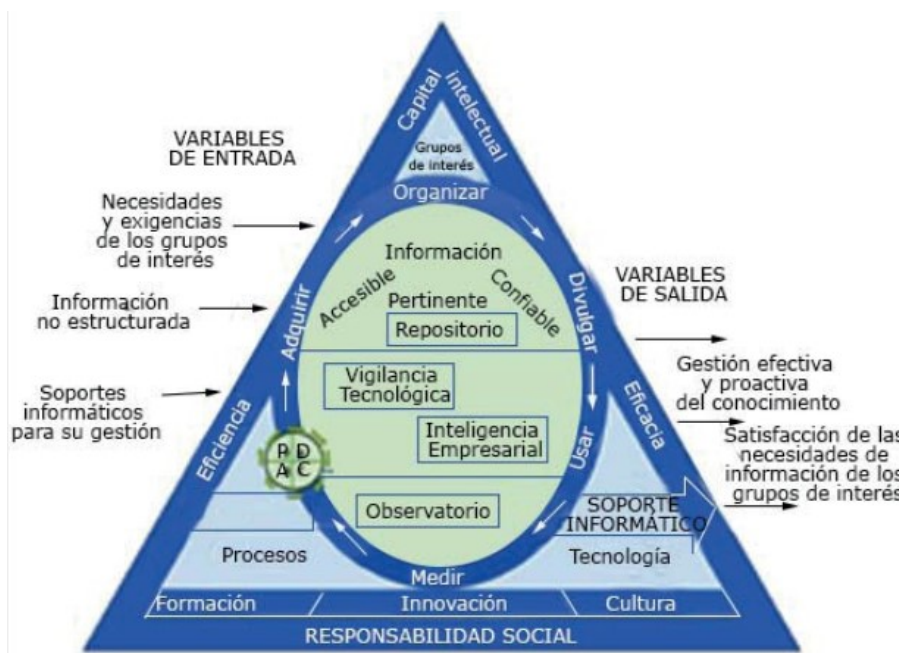 Capital
intelectual
Grupos
de interés
VARIABLES
DE ENTRADA
Necesidades
y exigencias
de los grupos
de interés
Información
no estructurada
Soportes
informáticos
para su gestión
Organizar
Adquirir
Divulgar
Usar
Medir
Información
Accesible
Pertinente
Confiable
Repositorio
Vigilancia
Tecnológica
Inteligencia
Empresarial
Observatorio
P D
A C
Eficiencia
Eficacia
Procesos
SOPORTE
INFORMÁTICO
Tecnología
VARIABLES
DE SALIDA
Gestión efectiva
y proactiva
del conocimiento
Satisfacción de las
necesidades de
información de los
grupos de interés
Formación
Innovación
Cultura
RESPONSABILIDAD SOCIAL